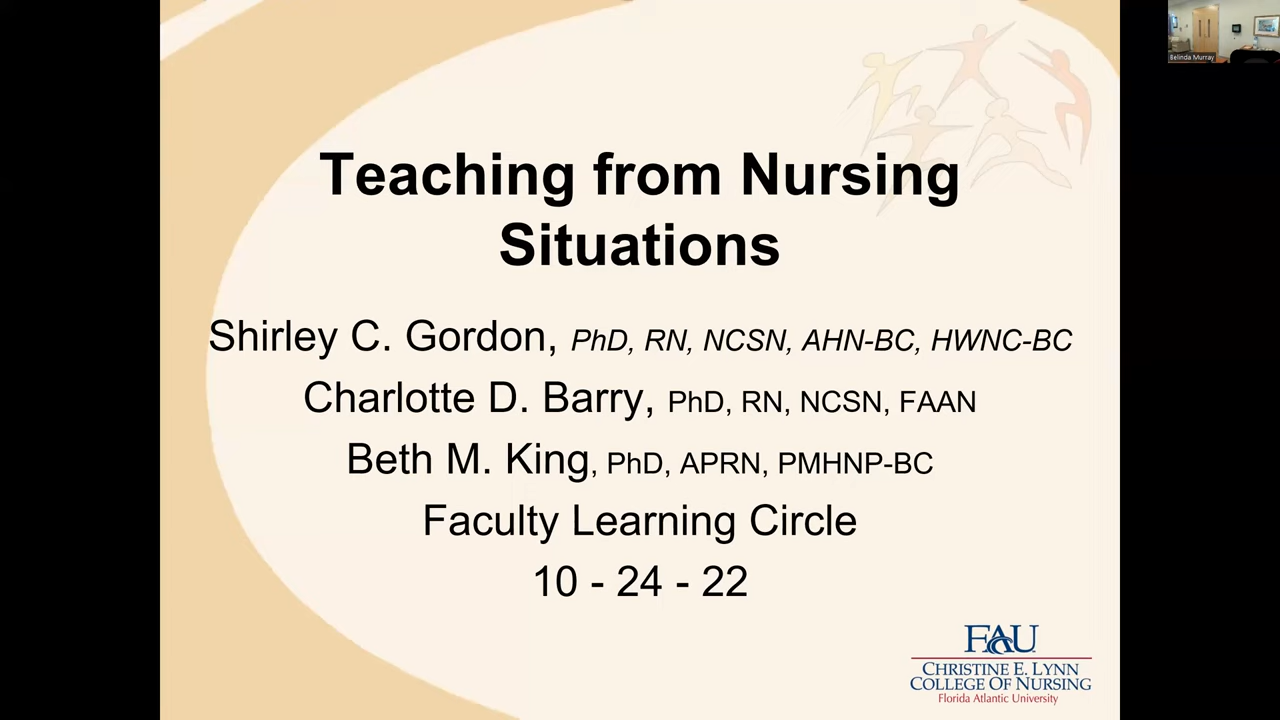 Belinda Murray
Teaching from Nursing
Situations
Shirley C. Gordon, PhD, RN, NCSN, AHN-BC, HWNC-BC
Charlotte D. Barry, PhD, RN, NCSN, FAAN
Beth M. King, PhD, APRN, PMHNP-BC
Faculty Learning Circle
10 - 24 - 22
FAU
CHRISTINE E. LYNN
COLLEGE OF NURSING
Florida Atlantic University